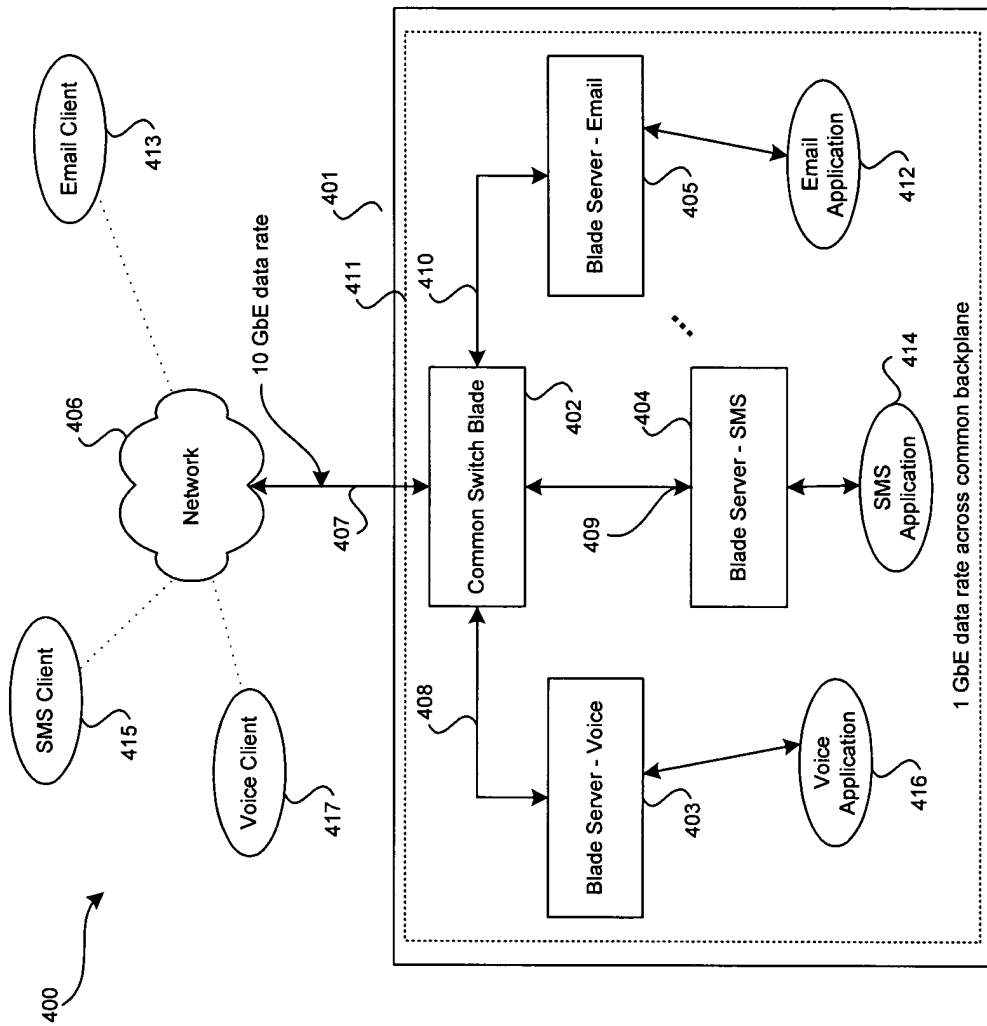 400
SMS Client
415
Voice Client
417
Network
406
Email Client
413
10 GbE data rate
407
411
401
Common Switch Blade
402
408
409
410
Blade Server - Voice
403
Blade Server - SMS
404
Blade Server - Email
405
Voice
Application
416
SMS
Application
414
Email
Application
412
1 GbE data rate across common backplane